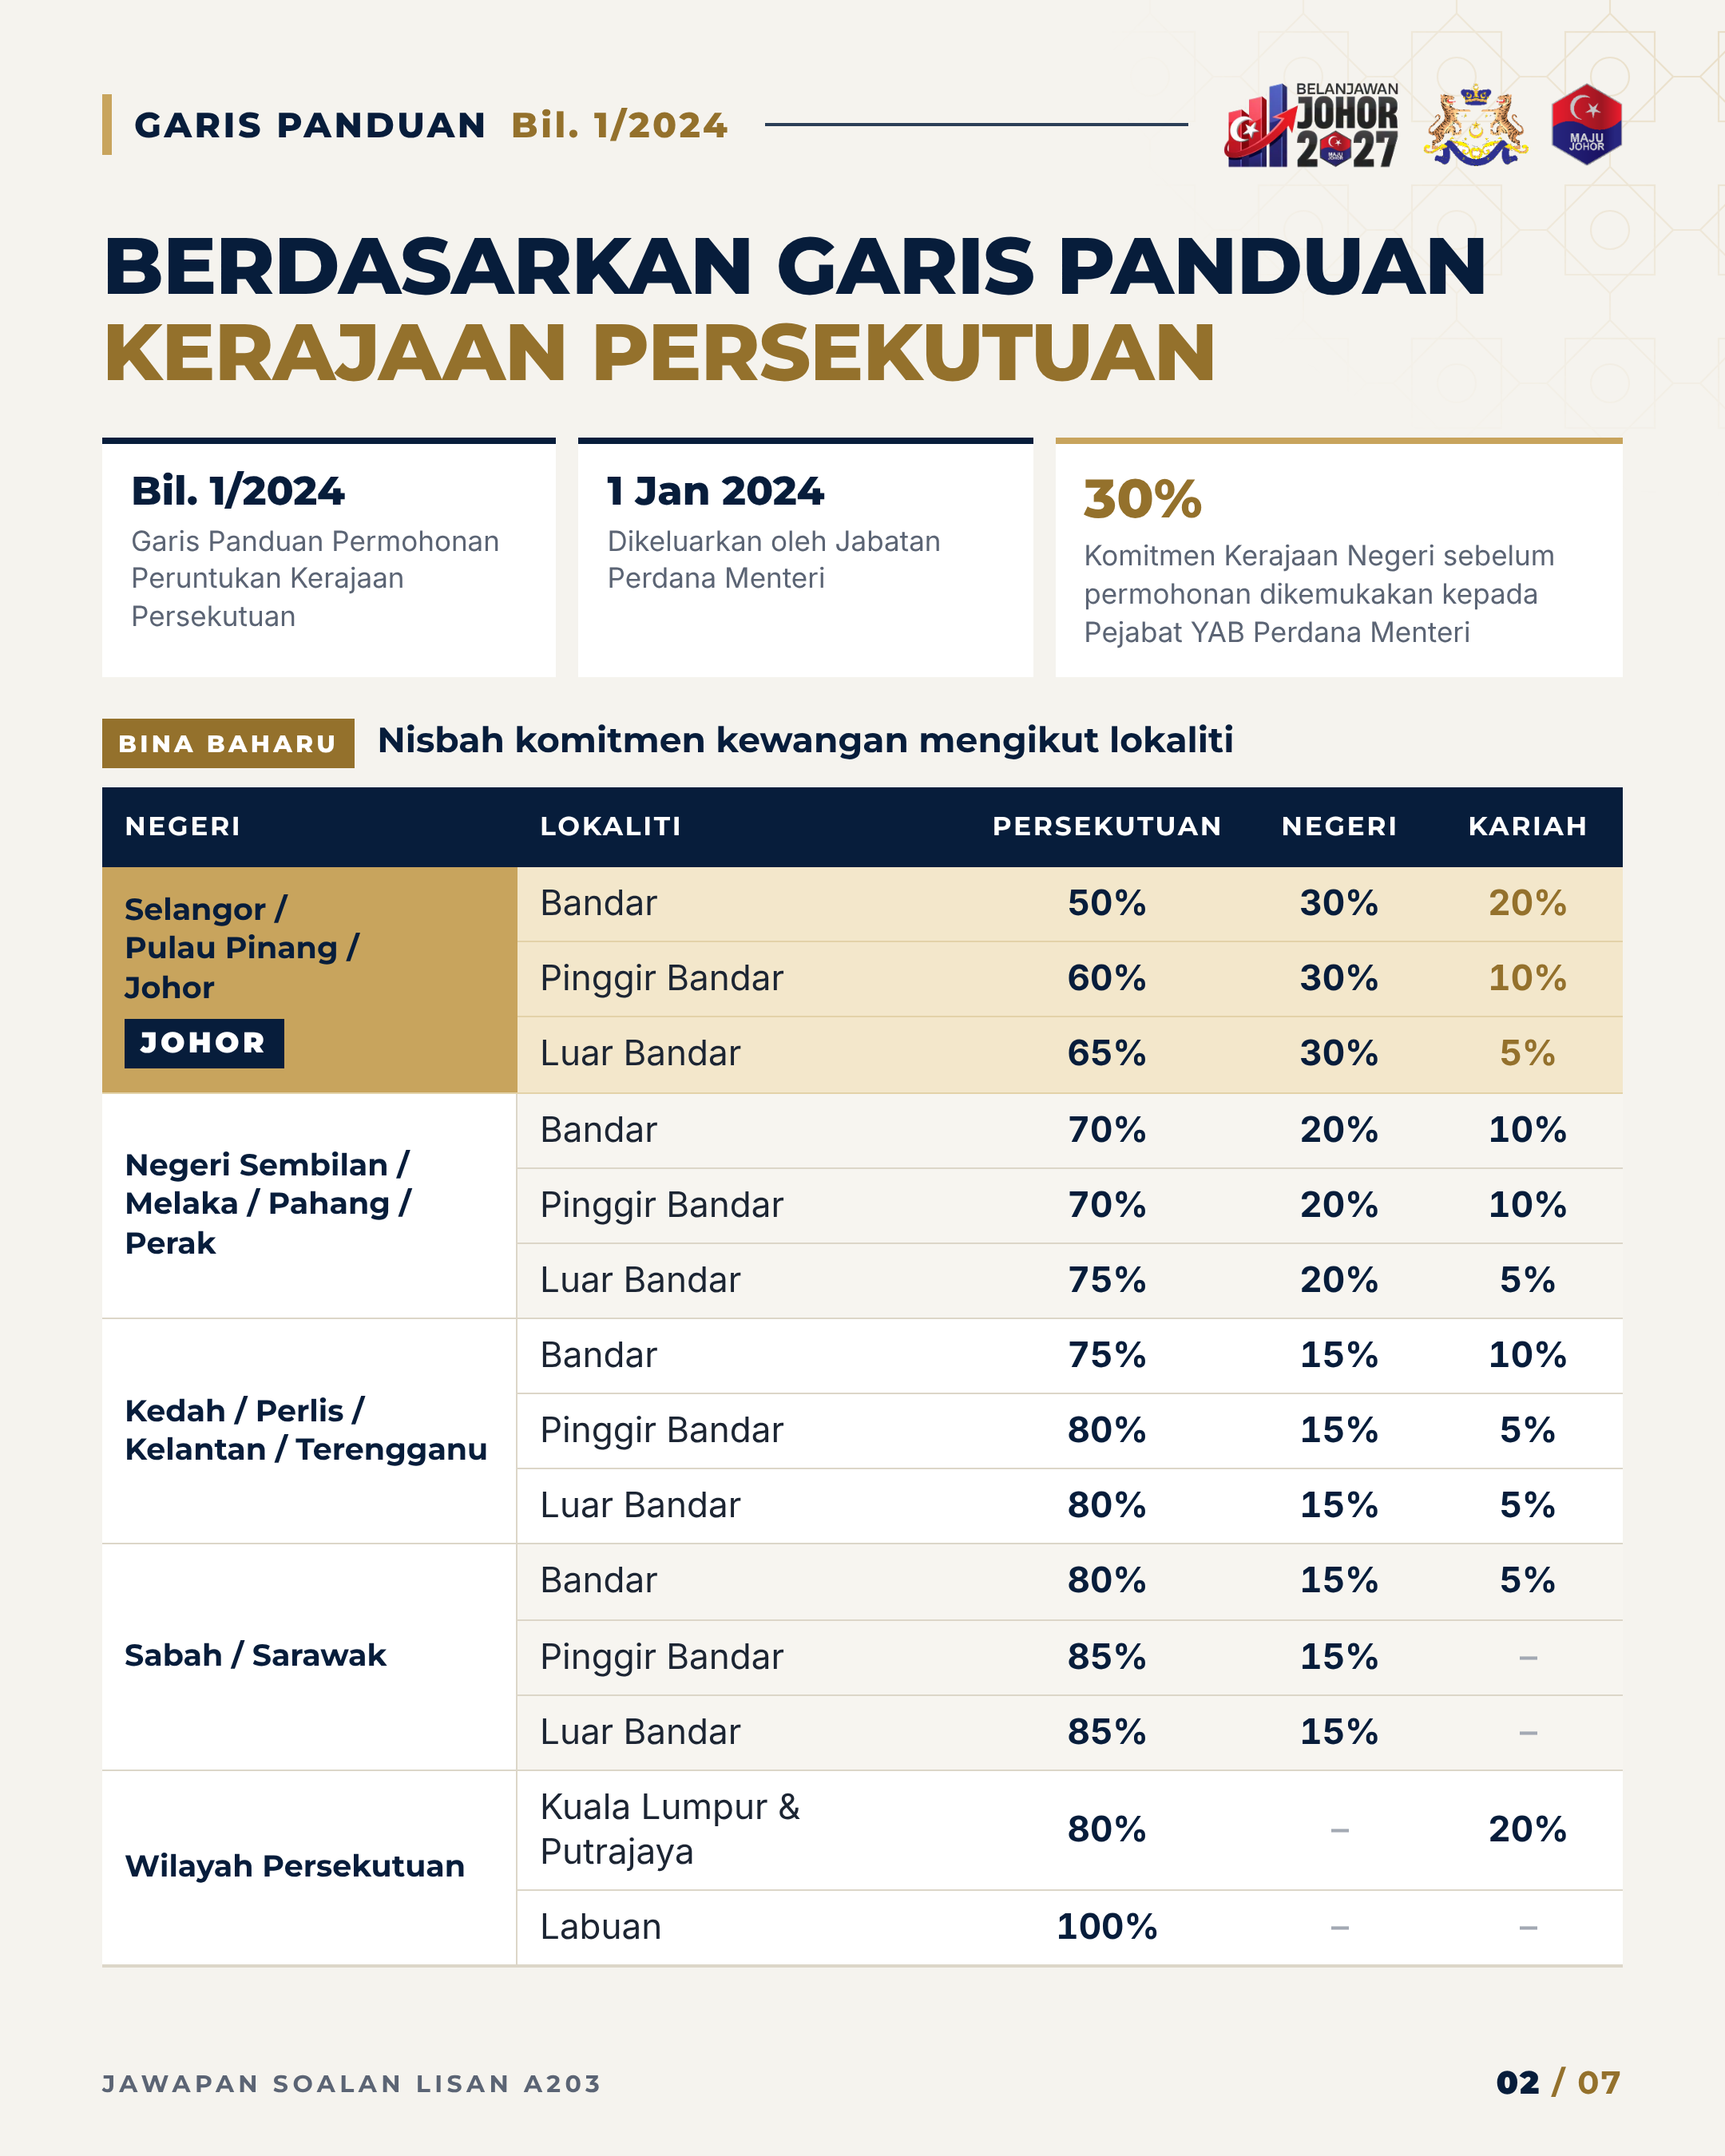 GARIS PANDUAN Bil. 1/2024
BELANJAWAN
JOHOR
2027
MAJU
JOHOR
BERDASARKAN GARIS PANDUAN
KERAJAAN PERSEKUTUAN
Bil. 1/2024
Garis Panduan Permohonan
Peruntukan Kerajaan
Persekutuan
1 Jan 2024
Dikeluarkan oleh Jabatan
Perdana Menteri
30%
Komitmen Kerajaan Negeri sebelum
permohonan dikemukakan kepada
Pejabat YAB Perdana Menteri
BINA BAHARU Nisbah komitmen kewangan mengikut lokaliti
NEGERI LOKALITI PERSEKUTUAN NEGERI KARIAH
Selangor /
Pulau Pinang /
Johor
JOHOR
Bandar 50% 30% 20%
Pinggir Bandar 60% 30% 10%
Luar Bandar 65% 30% 5%
Negeri Sembilan /
Melaka / Pahang /
Perak
Bandar 70% 20% 10%
Pinggir Bandar 70% 20% 10%
Luar Bandar 75% 20% 5%
Kedah / Perlis /
Kelantan / Terengganu
Bandar 75% 15% 10%
Pinggir Bandar 80% 15% 5%
Luar Bandar 80% 15% 5%
Sabah / Sarawak
Bandar 80% 15% 5%
Pinggir Bandar 85% 15% –
Luar Bandar 85% 15% –
Wilayah Persekutuan
Kuala Lumpur &
Putrajaya
80% – 20%
Labuan 100% – –
JAWAPAN SOALAN LISAN A203
02 / 07